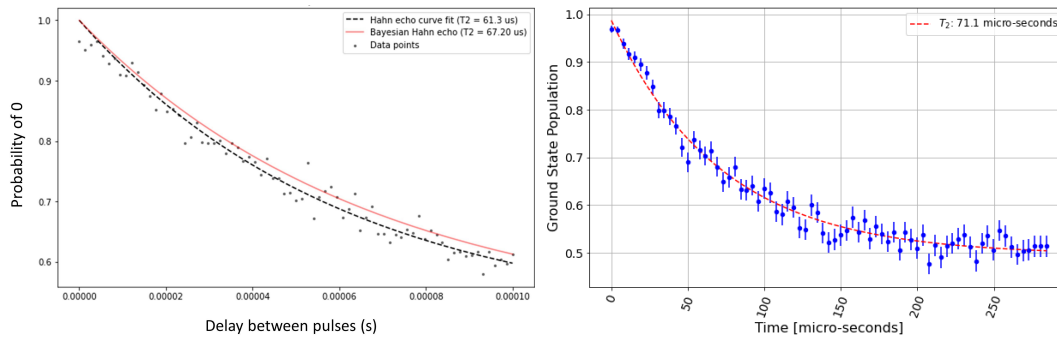 Hahn echo curve fit (T2 = 61.3 us)
Bayesian Hahn echo (T2 = 67.20 us)
Data points
Probability of 0
1.0
0.9
0.8
0.7
0.6
0.00000
0.00002
0.00004
0.00006
0.00008
0.00010
Delay between pulses (s)
T₂: 71.1 micro-seconds
Ground State Population
1.0
0.9
0.8
0.7
0.6
0.5
0
50
100
150
200
250
Time [micro-seconds]